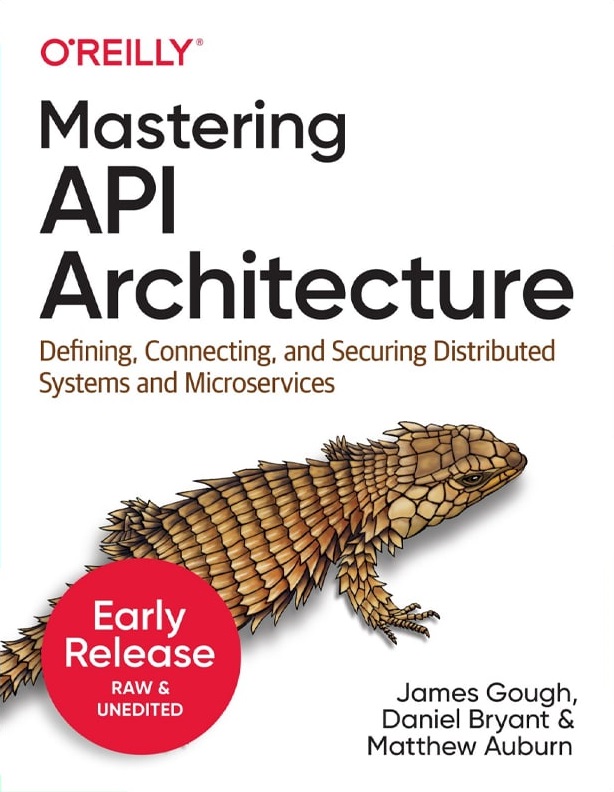 O'REILLY®
Mastering
API
Architecture
Defining, Connecting, and Securing Distributed
Systems and Microservices
Early
Release
RAW &
UNEDITED
James Gough,
Daniel Bryant &
Matthew Auburn